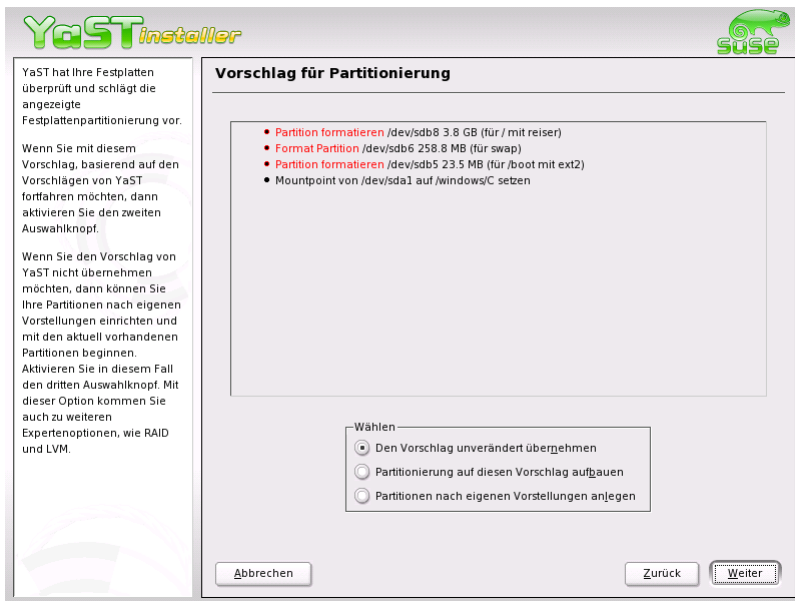 YaST installer
SUSE
YaST hat Ihre Festplatten
überprüft und schlägt die
angezeigte
Festplattenpartitionierung vor.
Wenn Sie mit diesem
Vorschlag, basierend auf den
Vorschlägen von YaST
fortfahren möchten, dann
aktivieren Sie den zweiten
Auswahlknopf.
Wenn Sie den Vorschlag von
YaST nicht übernehmen
möchten, dann können Sie
Ihre Partitionen nach eigenen
Vorstellungen einrichten und
mit den aktuell vorhandenen
Partitionen beginnen.
Aktivieren Sie in diesem Fall
den dritten Auswahlknopf. Mit
dieser Option kommen Sie
auch zu weiteren
Expertenoptionen, wie RAID
und LVM.
Vorschlag für Partitionierung
• Partition formatieren /dev/sdb8 3.8 GB (für / mit reiser)
• Format Partition /dev/sdb6 258.8 MB (für swap)
• Partition formatieren /dev/sdb5 23.5 MB (für /boot mit ext2)
• Mountpoint von /dev/sda1 auf /windows/C setzen
Wählen
Den Vorschlag unverändert übernehmen
Partitionierung auf diesen Vorschlag aufbauen
Partitionen nach eigenen Vorstellungen anlegen
Abbrechen
Zurück
Weiter